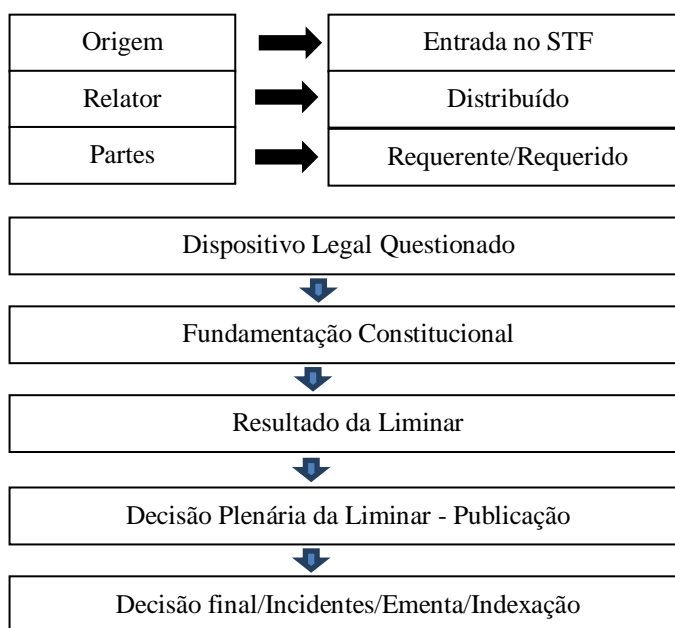 Origem
Entrada no STF
Relator
Distribuído
Partes
Requerente/Requerido
Dispositivo Legal Questionado
Fundamentação Constitucional
Resultado da Liminar
Decisão Plenária da Liminar - Publicação
Decisão final/Incidentes/Ementa/Indexação